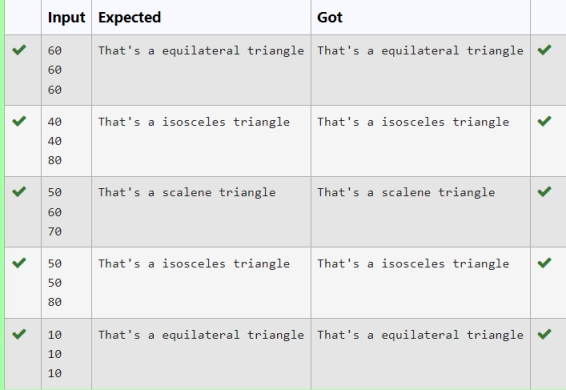 Input Expected Got
60 That's a equilateral triangle That's a equilateral triangle
60
60
40 That's a isosceles triangle That's a isosceles triangle
40
80
50 That's a scalene triangle That's a scalene triangle
60
70
50 That's a isosceles triangle That's a isosceles triangle
50
80
10 That's a equilateral triangle That's a equilateral triangle
10
10